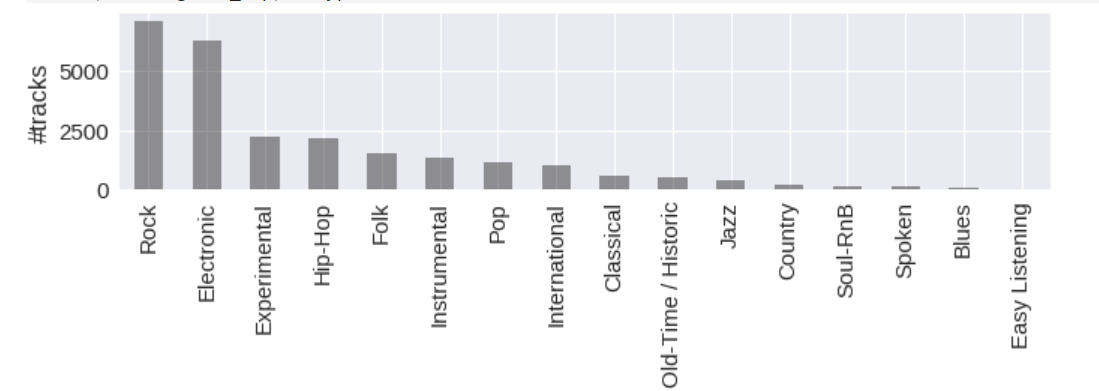 #tracks
5000
2500
0
Rock
Electronic
Experimental
Hip-Hop
Folk
Instrumental
Pop
International
Classical
Old-Time / Historic
Jazz
Country
Soul-RnB
Spoken
Blues
Easy Listening